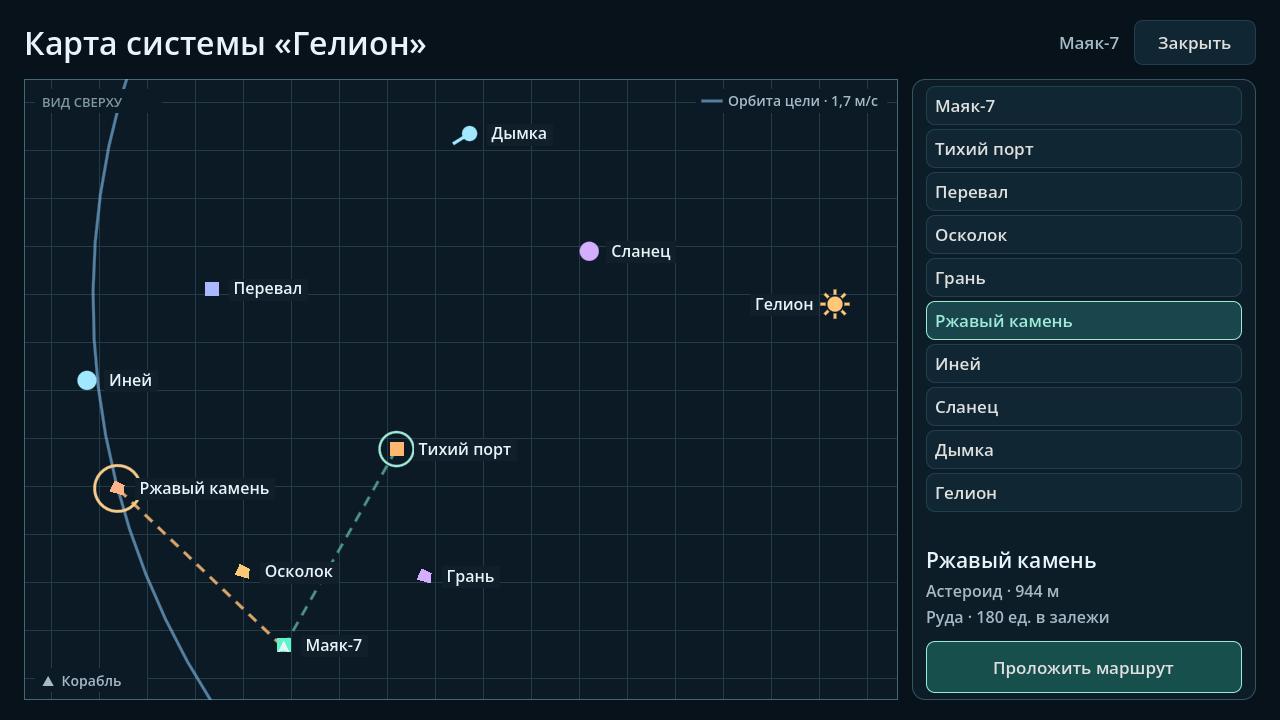 Карта системы «Гелион»
Маяк-7
Закрыть
ВИД СВЕРХУ
Орбита цели · 1,7 м/с
Дымка
Сланец
Перевал
Гелион
Иней
Тихий порт
Ржавый камень
Осколок
Грань
Маяк-7
Корабль
Маяк-7
Тихий порт
Перевал
Осколок
Грань
Ржавый камень
Иней
Сланец
Дымка
Гелион
Ржавый камень
Астероид · 944 м
Руда · 180 ед. в залежи
Проложить маршрут